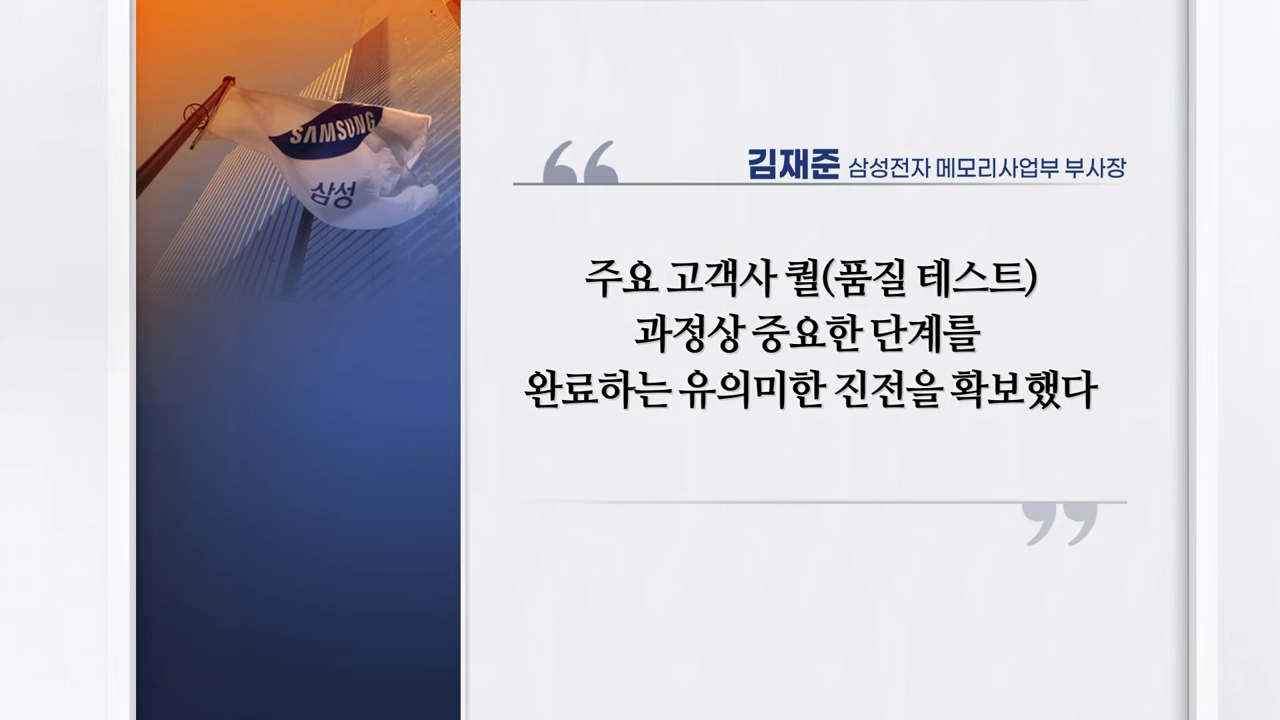 SAMSUNG
삼성
김재준 삼성전자 메모리사업부 부사장
주요 고객사 퀄(품질 테스트)
과정상 중요한 단계를
완료하는 유의미한 진전을 확보했다